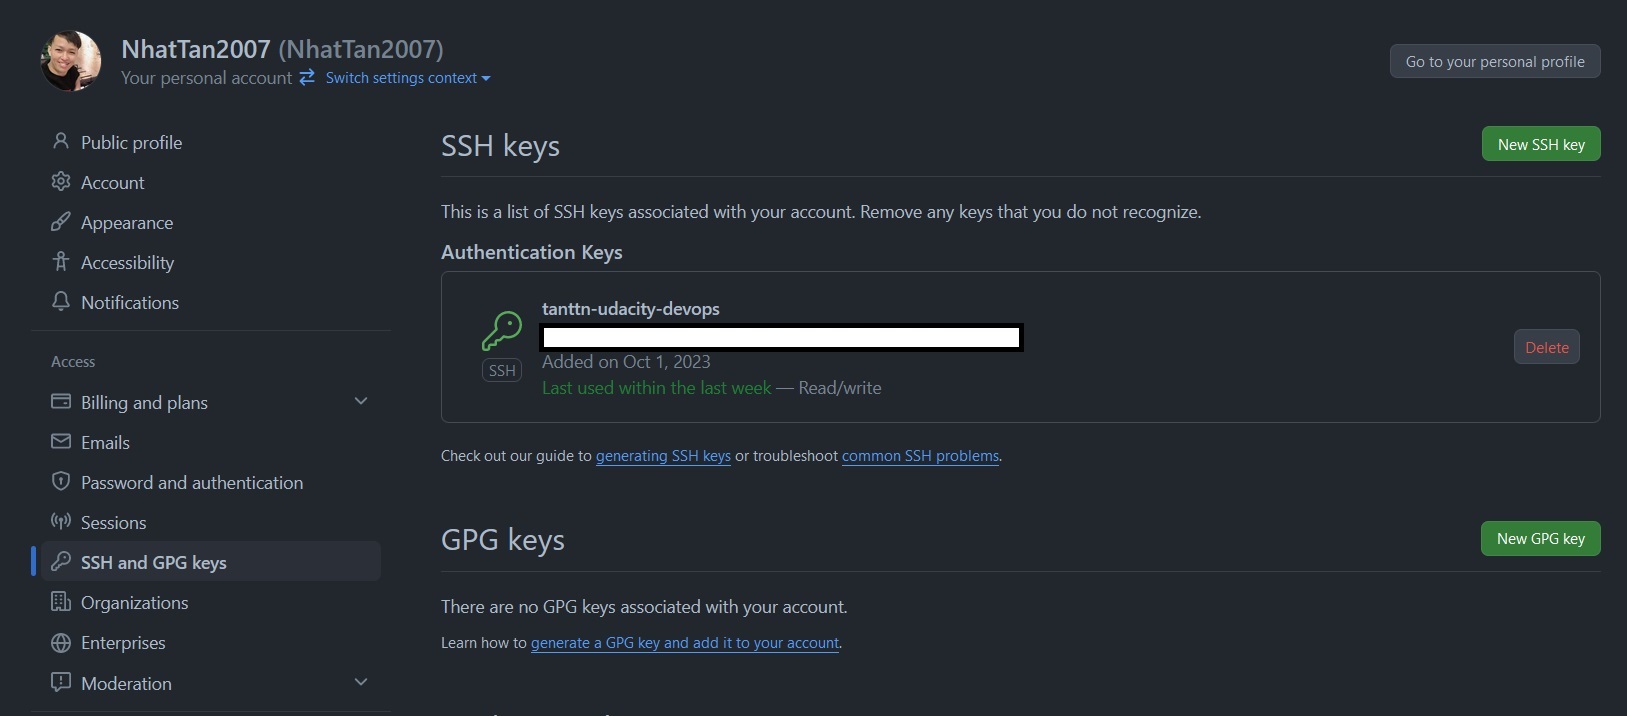 NhatTan2007 (NhatTan2007)
Your personal account Switch settings context
Go to your personal profile
Public profile
Account
Appearance
Accessibility
Notifications
Access
Billing and plans
Emails
Password and authentication
Sessions
SSH and GPG keys
Organizations
Enterprises
Moderation
SSH keys
New SSH key
This is a list of SSH keys associated with your account. Remove any keys that you do not recognize.
Authentication Keys
tanttn-udacity-devops
SSH
Added on Oct 1, 2023
Last used within the last week — Read/write
Delete
Check out our guide to generating SSH keys or troubleshoot common SSH problems.
GPG keys
New GPG key
There are no GPG keys associated with your account.
Learn how to generate a GPG key and add it to your account.